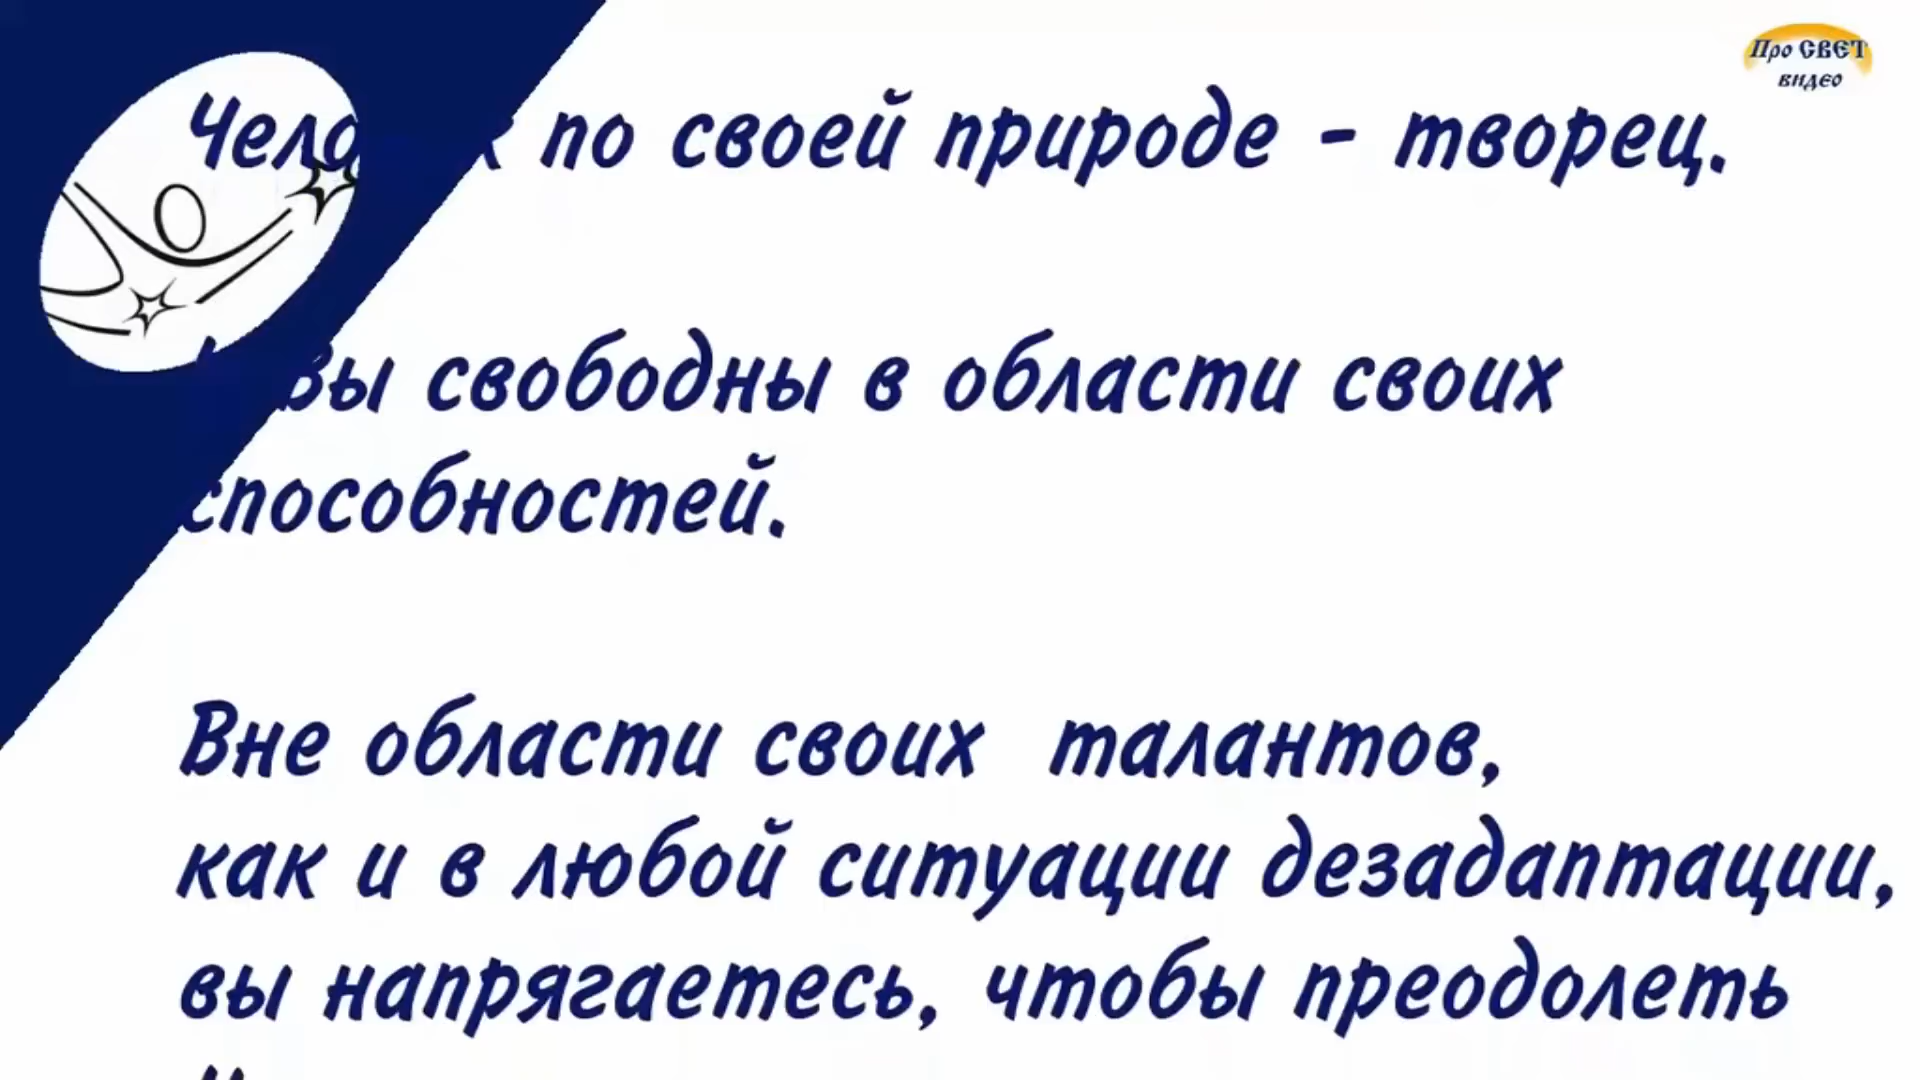 Про СВЕТ
видео
по своей природе - творец.
Вы свободны в области своих
способностей.
Вне области своих талантов,
как и в любой ситуации дезадаптации,
вы напрягаетесь, чтобы преодолеть